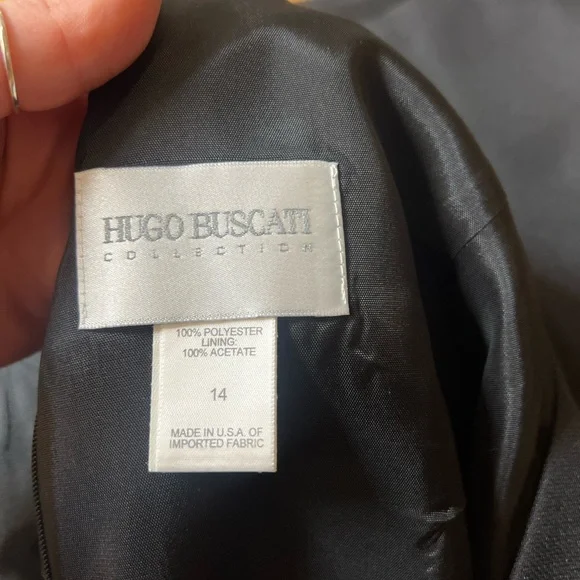 HUGO BUSCATI
COLLECTION
100% POLYESTER
LINING:
100% ACETATE
14
MADE IN U.S.A. OF
IMPORTED FABRIC